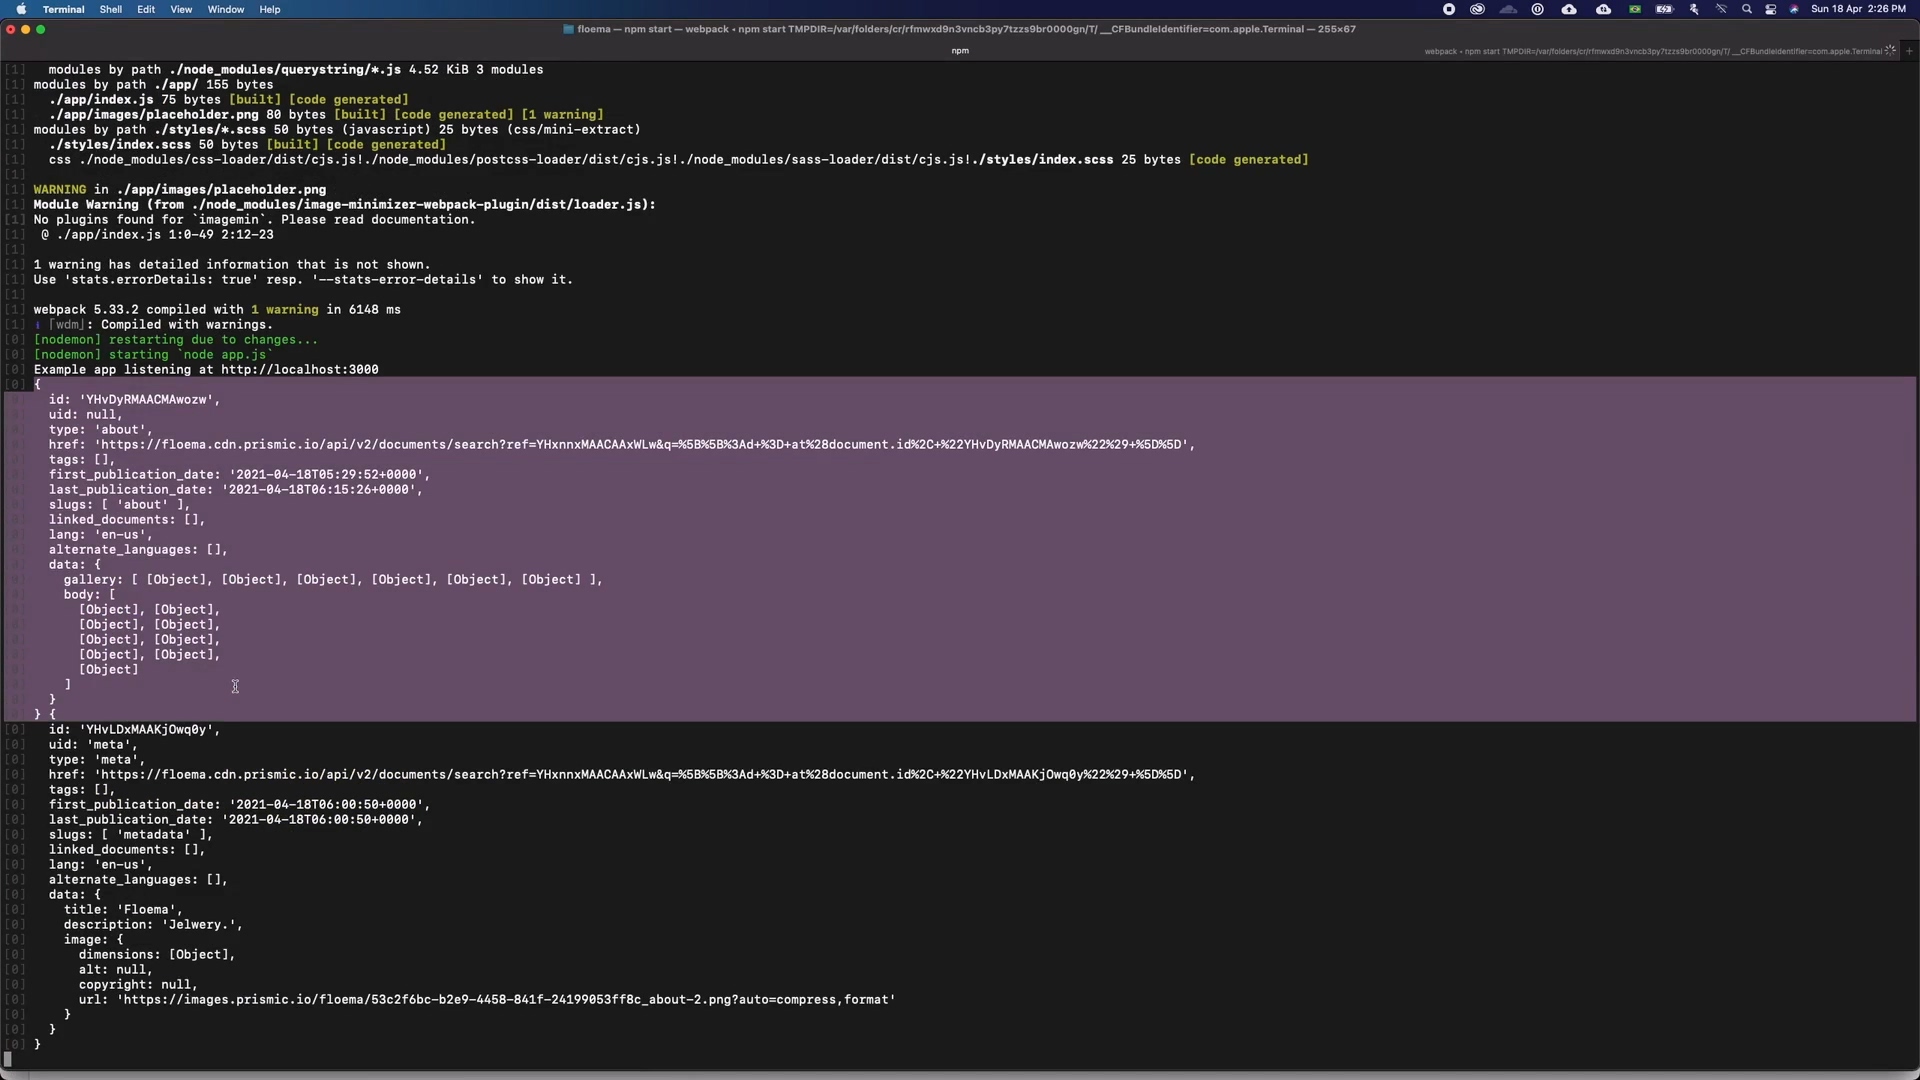 Terminal Shell Edit View Window Help Sun 18 Apr 2:26 PM
floema — npm start — webpack • npm start TMPDIR=/var/folders/cr/rfmwxd9n3vncb3py7tzzs9br0000gn/T/ __CFBundleIdentifier=com.apple.Terminal — 255×67
npm webpack • npm start TMPDIR=/var/folders/cr/rfmwxd9n3vncb3py7tzzs9br0000gn/T/ __CFBundleIdentifier=com.apple.Terminal +
[1]   modules by path ./node_modules/querystring/*.js 4.52 KiB 3 modules
[1] modules by path ./app/ 155 bytes
[1]   ./app/index.js 75 bytes [built] [code generated]
[1]   ./app/images/placeholder.png 80 bytes [built] [code generated] [1 warning]
[1] modules by path ./styles/*.scss 50 bytes (javascript) 25 bytes (css/mini-extract)
[1]   ./styles/index.scss 50 bytes [built] [code generated]
[1]   css ./node_modules/css-loader/dist/cjs.js!./node_modules/postcss-loader/dist/cjs.js!./node_modules/sass-loader/dist/cjs.js!./styles/index.scss 25 bytes [code generated]
[1]
[1] WARNING in ./app/images/placeholder.png
[1] Module Warning (from ./node_modules/image-minimizer-webpack-plugin/dist/loader.js):
[1] No plugins found for `imagemin`. Please read documentation.
[1]  @ ./app/index.js 1:0-49 2:12-23
[1]
[1] 1 warning has detailed information that is not shown.
[1] Use 'stats.errorDetails: true' resp. '--stats-error-details' to show it.
[1]
[1] webpack 5.33.2 compiled with 1 warning in 6148 ms
[1] ℹ ｢wdm｣: Compiled with warnings.
[0] [nodemon] restarting due to changes...
[0] [nodemon] starting `node app.js`
[0] Example app listening at http://localhost:3000
[0] {
[0]   id: 'YHvDyRMAACMAwozw',
[0]   uid: null,
[0]   type: 'about',
[0]   href: 'https://floema.cdn.prismic.io/api/v2/documents/search?ref=YHxnnxMAACAAxWLw&q=%5B%5B%3Ad+%3D+at%28document.id%2C+%22YHvDyRMAACMAwozw%22%29+%5D%5D',
[0]   tags: [],
[0]   first_publication_date: '2021-04-18T05:29:52+0000',
[0]   last_publication_date: '2021-04-18T06:15:26+0000',
[0]   slugs: [ 'about' ],
[0]   linked_documents: [],
[0]   lang: 'en-us',
[0]   alternate_languages: [],
[0]   data: {
[0]     gallery: [ [Object], [Object], [Object], [Object], [Object], [Object] ],
[0]     body: [
[0]       [Object], [Object],
[0]       [Object], [Object],
[0]       [Object], [Object],
[0]       [Object], [Object],
[0]       [Object]
[0]     ]
[0]   }
[0] } {
[0]   id: 'YHvLDxMAAKjOwq0y',
[0]   uid: 'meta',
[0]   type: 'meta',
[0]   href: 'https://floema.cdn.prismic.io/api/v2/documents/search?ref=YHxnnxMAACAAxWLw&q=%5B%5B%3Ad+%3D+at%28document.id%2C+%22YHvLDxMAAKjOwq0y%22%29+%5D%5D',
[0]   tags: [],
[0]   first_publication_date: '2021-04-18T06:00:50+0000',
[0]   last_publication_date: '2021-04-18T06:00:50+0000',
[0]   slugs: [ 'metadata' ],
[0]   linked_documents: [],
[0]   lang: 'en-us',
[0]   alternate_languages: [],
[0]   data: {
[0]     title: 'Floema',
[0]     description: 'Jelwery.',
[0]     image: {
[0]       dimensions: [Object],
[0]       alt: null,
[0]       copyright: null,
[0]       url: 'https://images.prismic.io/floema/53c2f6bc-b2e9-4458-841f-24199053ff8c_about-2.png?auto=compress,format'
[0]     }
[0]   }
[0] }